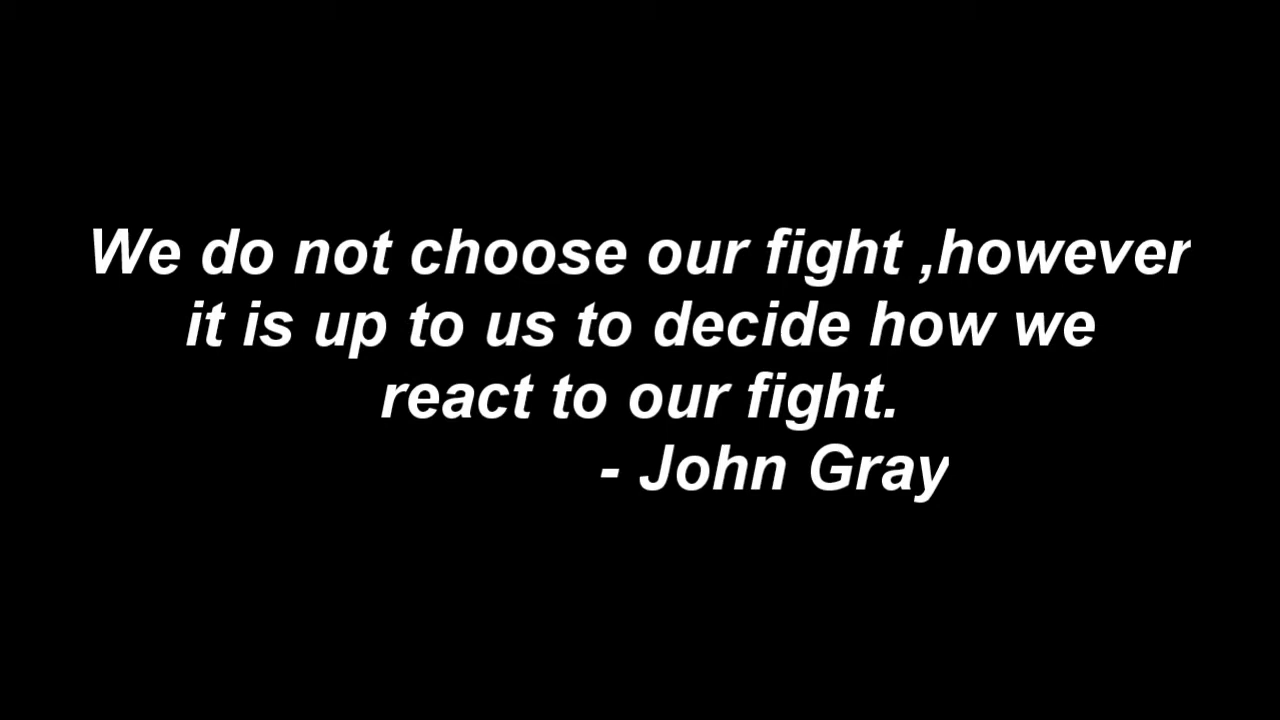 We do not choose our fight ,however
it is up to us to decide how we
react to our fight.
- John Gray